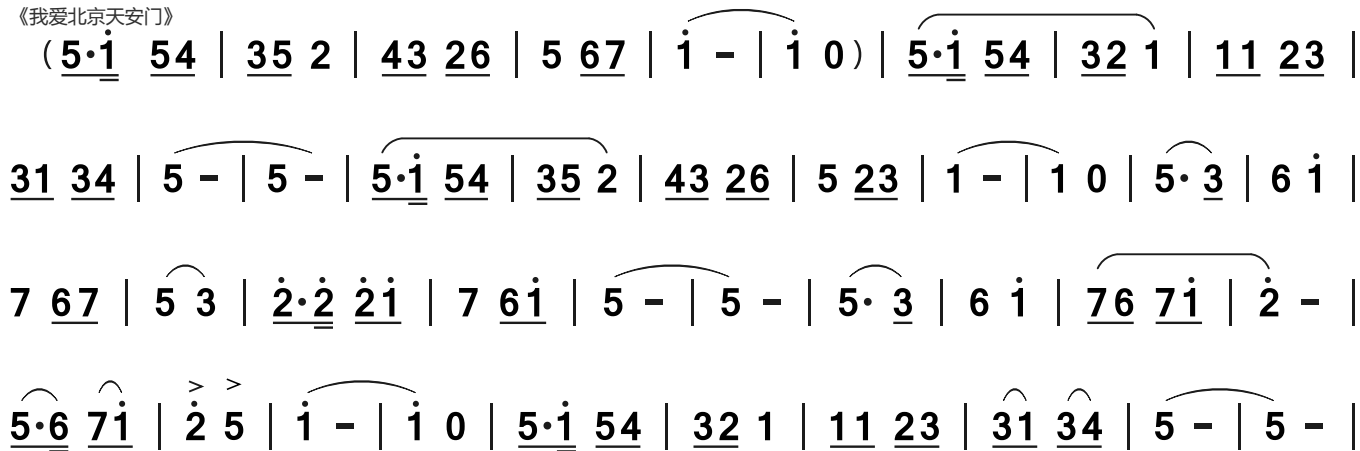 《我爱北京天安门》
（5·i̇ 54 | 35 2 | 43 26 | 5 67 | 1̇ － | 1̇ 0）| 5·1̇ 54 | 32 1 | 11 23 |
31 34 | 5 － | 5 － | 5·1̇ 54 | 35 2 | 43 26 | 5 23 | 1 － | 1 0 | 5· 3 | 6 1̇ |
7 67 | 5 3 | 2̇·2̇ 2̇1̇ | 7 61̇ | 5 － | 5 － | 5· 3 | 6 1̇ | 76 71̇ | 2̇ － |
5·6 71̇ | 2̇ 5 | 1̇ － | 1̇ 0 | 5·1̇ 54 | 32 1 | 11 23 | 31 34 | 5 － | 5 － |